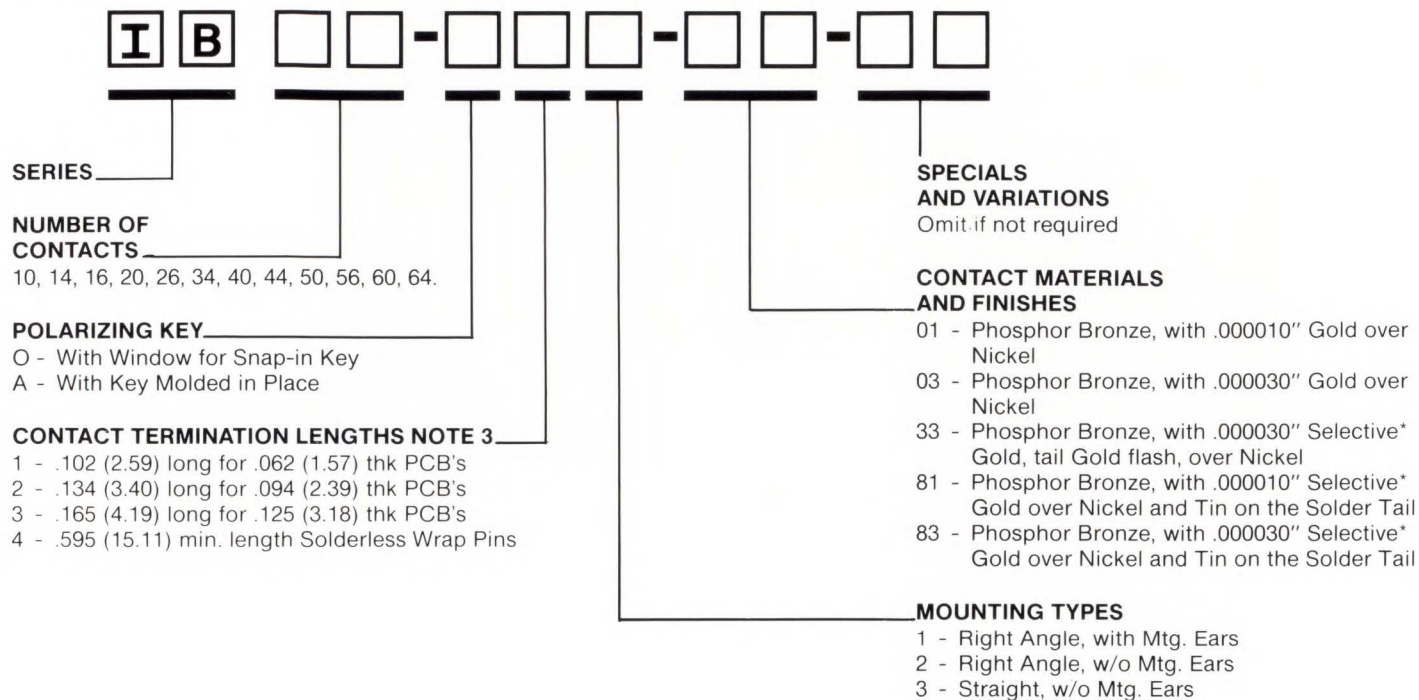 IB - - -
SERIES
NUMBER OF
CONTACTS
10, 14, 16, 20, 26, 34, 40, 44, 50, 56, 60, 64.
POLARIZING KEY
O - With Window for Snap-in Key
A - With Key Molded in Place
CONTACT TERMINATION LENGTHS NOTE 3
1 - .102 (2.59) long for .062 (1.57) thk PCB's
2 - .134 (3.40) long for .094 (2.39) thk PCB's
3 - .165 (4.19) long for .125 (3.18) thk PCB's
4 - .595 (15.11) min. length Solderless Wrap Pins
SPECIALS
AND VARIATIONS
Omit if not required
CONTACT MATERIALS
AND FINISHES
01 - Phosphor Bronze, with .000010" Gold over
Nickel
03 - Phosphor Bronze, with .000030" Gold over
Nickel
33 - Phosphor Bronze, with .000030" Selective*
Gold, tail Gold flash, over Nickel
81 - Phosphor Bronze, with .000010" Selective*
Gold over Nickel and Tin on the Solder Tail
83 - Phosphor Bronze, with .000030" Selective*
Gold over Nickel and Tin on the Solder Tail
MOUNTING TYPES
1 - Right Angle, with Mtg. Ears
2 - Right Angle, w/o Mtg. Ears
3 - Straight, w/o Mtg. Ears